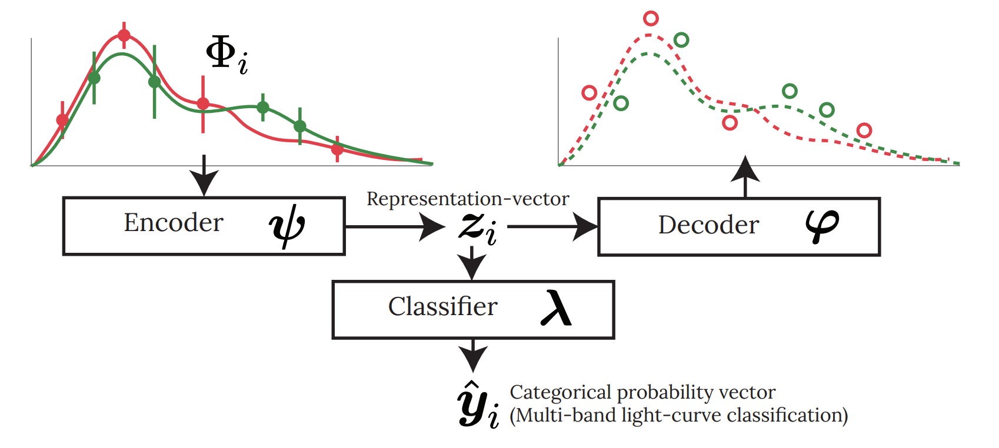 Φᵢ
Representation-vector
Encoder ψ
zᵢ
Decoder φ
Classifier λ
ŷᵢ
Categorical probability vector
(Multi-band light-curve classification)